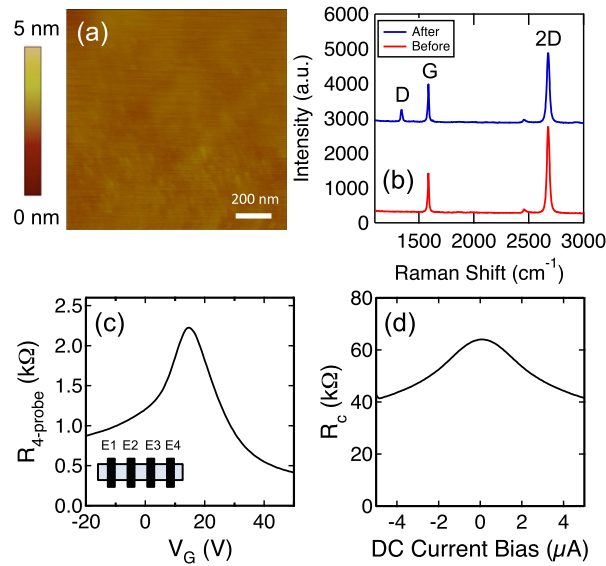 5 nm
(a)
200 nm
0 nm
6000
5000
4000
3000
2000
1000
0
Intensity (a.u.)
After
Before
D
G
2D
(b)
1500
2000
2500
3000
Raman Shift (cm⁻¹)
2.5
2.0
1.5
1.0
0.5
0.0
R4-probe (kΩ)
(c)
E1 E2 E3 E4
-20
0
20
40
VG (V)
80
60
40
20
0
Rc (kΩ)
(d)
-4
-2
0
2
4
DC Current Bias (μA)